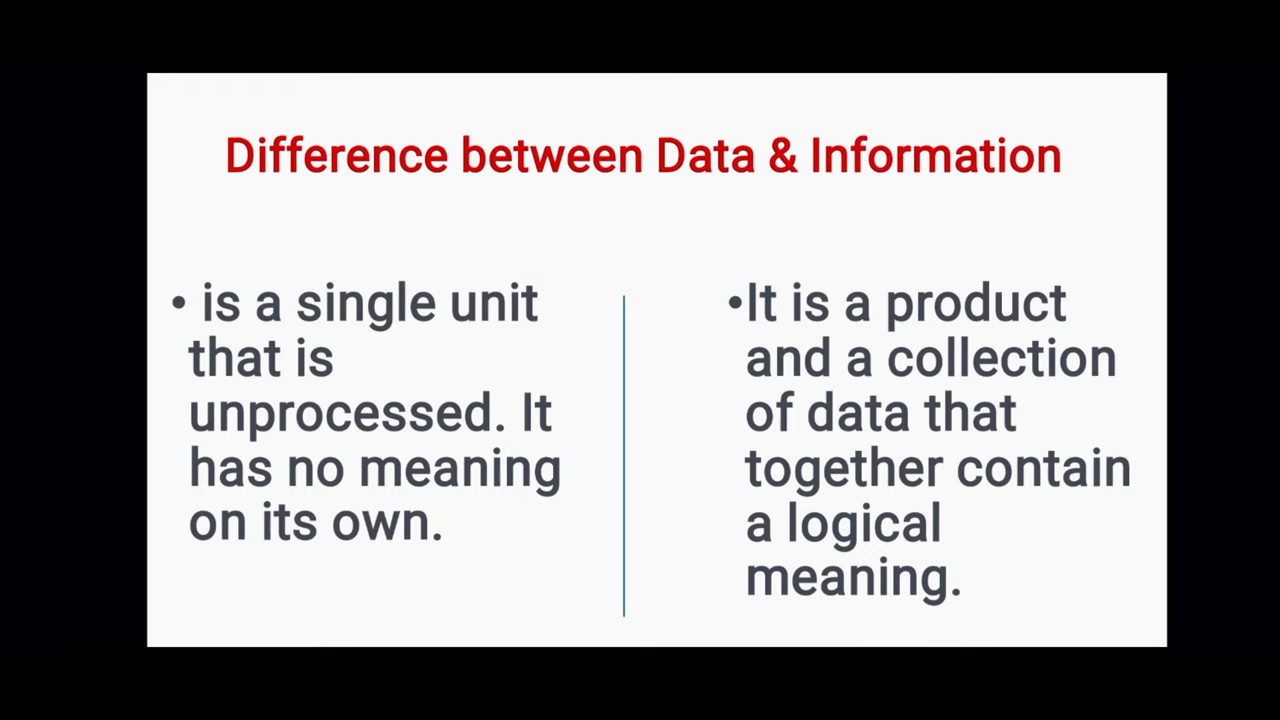 Difference between Data & Information
• is a single unit
that is
unprocessed. It
has no meaning
on its own.
•It is a product
and a collection
of data that
together contain
a logical
meaning.